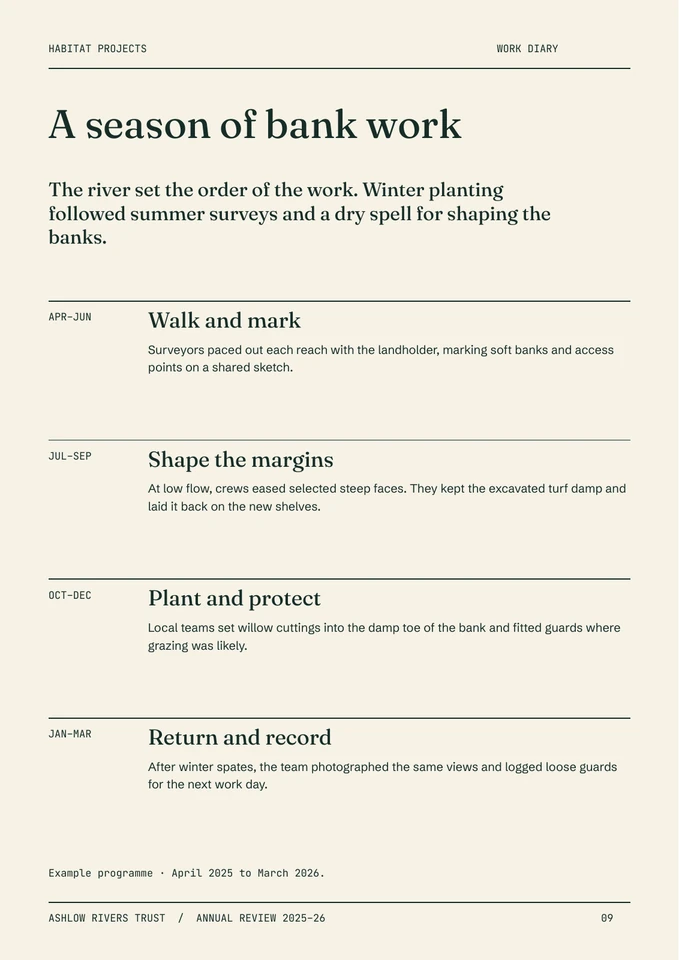 HABITAT PROJECTS
WORK DIARY
A season of bank work
The river set the order of the work. Winter planting
followed summer surveys and a dry spell for shaping the
banks.
APR–JUN
Walk and mark
Surveyors paced out each reach with the landholder, marking soft banks and access
points on a shared sketch.
JUL–SEP
Shape the margins
At low flow, crews eased selected steep faces. They kept the excavated turf damp and
laid it back on the new shelves.
OCT–DEC
Plant and protect
Local teams set willow cuttings into the damp toe of the bank and fitted guards where
grazing was likely.
JAN–MAR
Return and record
After winter spates, the team photographed the same views and logged loose guards
for the next work day.
Example programme · April 2025 to March 2026.
ASHLOW RIVERS TRUST / ANNUAL REVIEW 2025–26
09